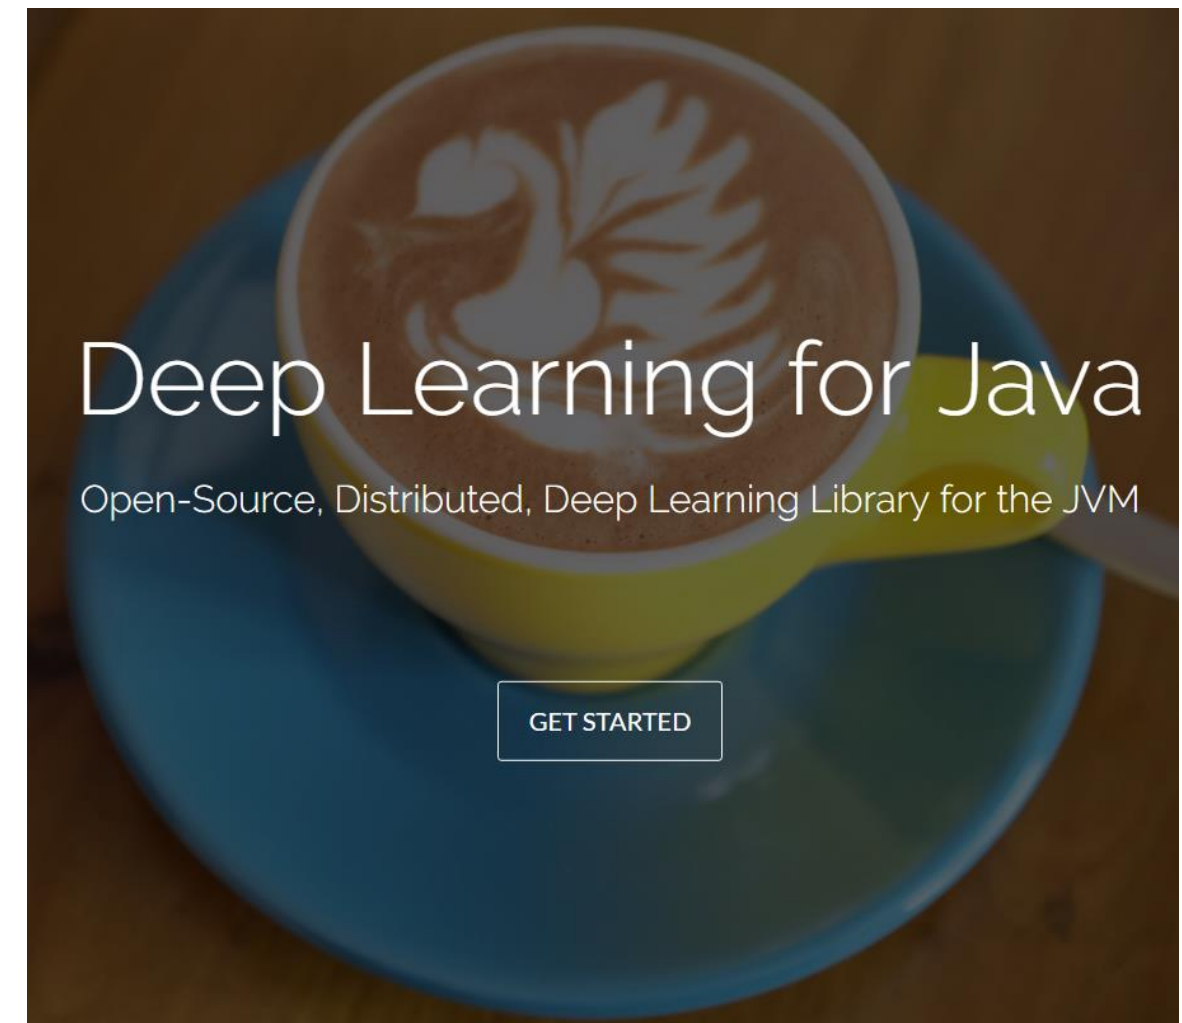 Deep Learning for Java
Open-Source, Distributed, Deep Learning Library for the JVM
GET STARTED